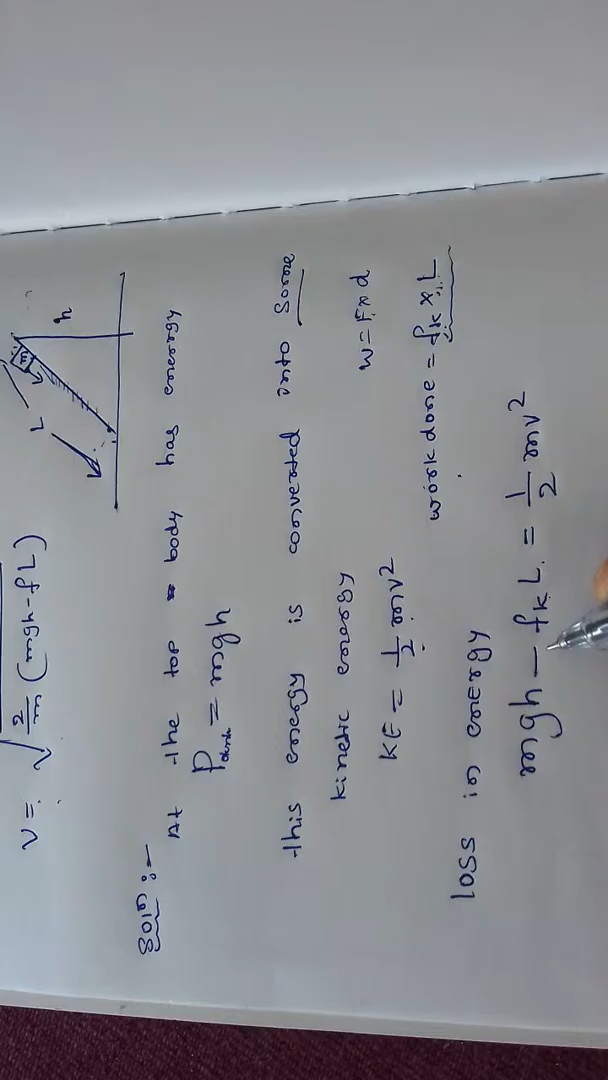 v = √2/m (mgh - fL)
L
m
h
Soln :-
At the top body has energy
= mgh
this energy is converted into some
kinetic energy
w = F x d
KE = 1/2 mv²
work done = fk x L
loss in energy
mgh - fk L = 1/2 mv²